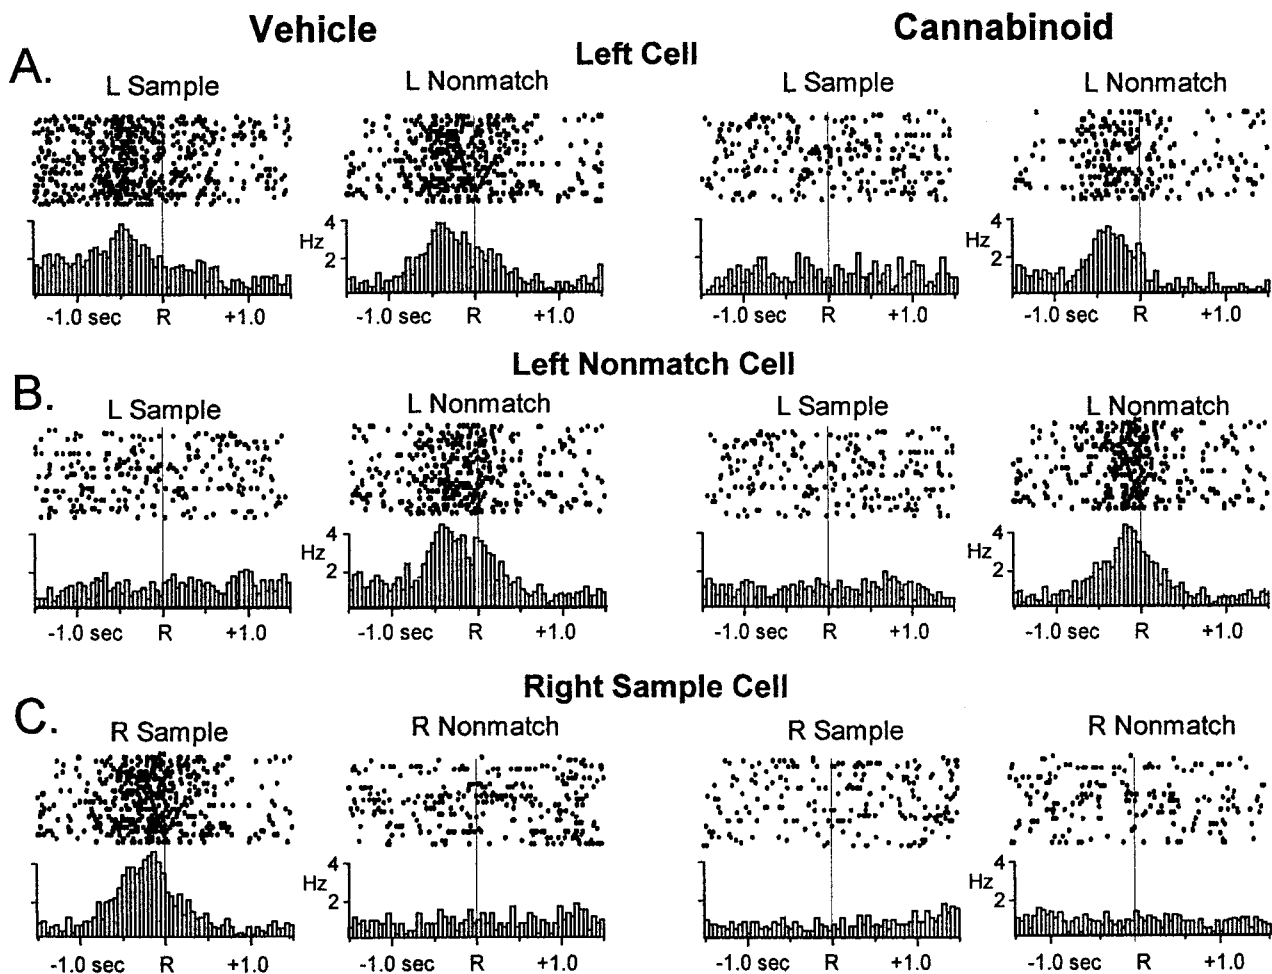 Vehicle Cannabinoid
A. Left Cell
L Sample L Nonmatch L Sample L Nonmatch
4 4
Hz Hz
2 2
-1.0 sec R +1.0 -1.0 sec R +1.0 -1.0 sec R +1.0 -1.0 sec R +1.0
Left Nonmatch Cell
B.
L Sample L Nonmatch L Sample L Nonmatch
4 4
Hz Hz
2 2
-1.0 sec R +1.0 -1.0 sec R +1.0 -1.0 sec R +1.0 -1.0 sec R +1.0
Right Sample Cell
C.
R Sample R Nonmatch R Sample R Nonmatch
4 4
Hz Hz
2 2
-1.0 sec R +1.0 -1.0 sec R +1.0 -1.0 sec R +1.0 -1.0 sec R +1.0